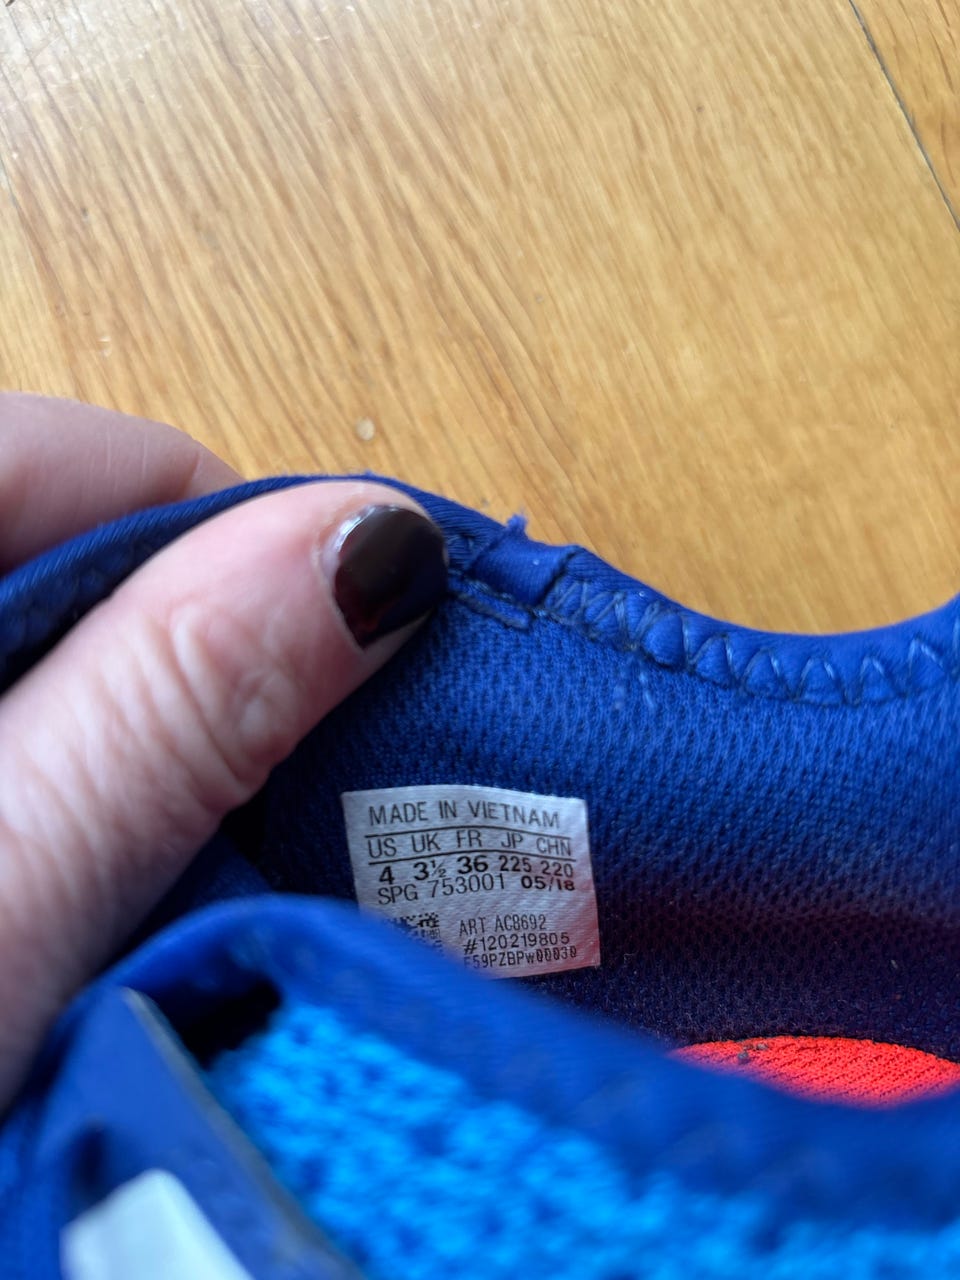 MADE IN VIETNAM
US UK FR JP CHN
4 3½ 36 225 220
SPG 753001 05/18
ART AC8692
#120219805